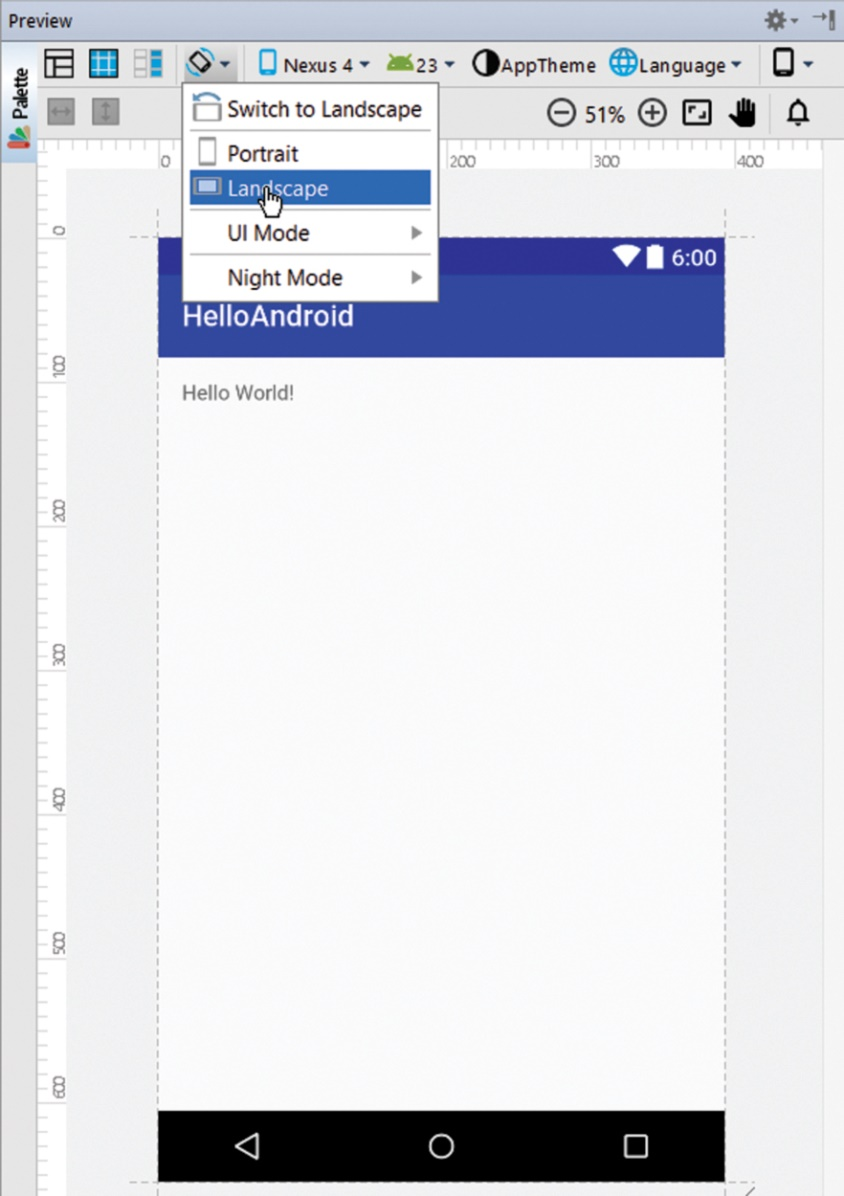 Preview
Palette
Nexus 4 23 AppTheme Language
Switch to Landscape
51%
Portrait
0 200 300 400
Landscape
UI Mode
Night Mode
6:00
HelloAndroid
Hello World!
0
100
200
300
400
500
600